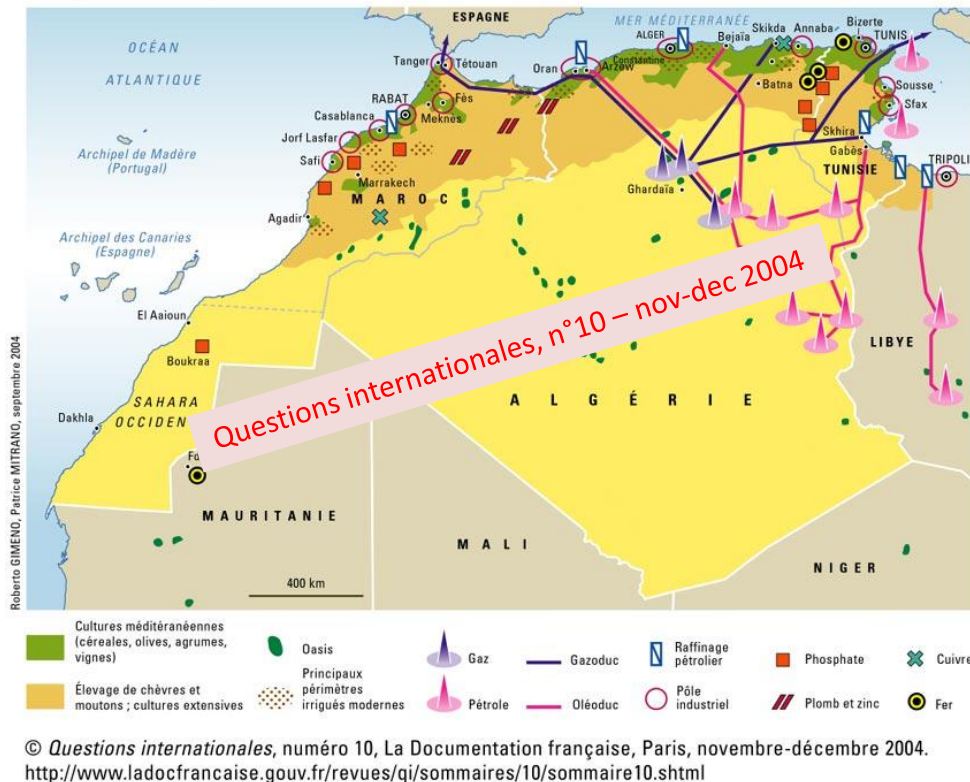 ESPAGNE
MER MÉDITERRANÉE
OCÉAN
ATLANTIQUE
Tanger
Tétouan
Oran
Arzew
ALGER
Constantine
Bejaïa
Skikda
Annaba
Bizerte
TUNIS
Batna
Sousse
Sfax
RABAT
Fès
Meknès
Casablanca
Jorf Lasfar
Safi
Marrakech
MAROC
Agadir
Archipel de Madère
(Portugal)
Archipel des Canaries
(Espagne)
Ghardaïa
Skhira
Gabès
TUNISIE
TRIPOLI
El Aaioun
Boukraa
SAHARA
OCCIDEN
Dakhla
LIBYE
ALGÉRIE
Questions internationales, n°10 – nov-dec 2004
MAURITANIE
MALI
NIGER
400 km
Roberto GIMENO, Patrice MITRANO, septembre 2004
Cultures méditéranéennes
(céreales, olives, agrumes,
vignes)
Élevage de chèvres et
moutons ; cultures extensives
Oasis
Principaux
périmètres
irrigués modernes
Gaz
Pétrole
Gazoduc
Oléoduc
Raffinage
pétrolier
Pôle
industriel
Phosphate
Plomb et zinc
Cuivre
Fer
© Questions internationales, numéro 10, La Documentation française, Paris, novembre-décembre 2004.
http://www.ladocfrancaise.gouv.fr/revues/qi/sommaires/10/sommaire10.shtml